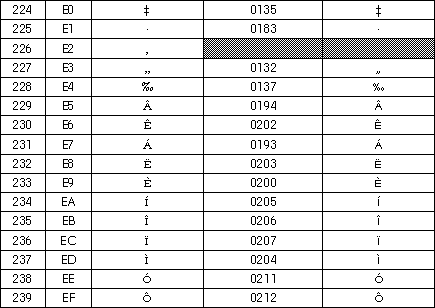 224 E0 ‡ 0135 ‡
225 E1 · 0183 ·
226 E2 ‚
227 E3 „ 0132 „
228 E4 ‰ 0137 ‰
229 E5 Â 0194 Â
230 E6 Ê 0202 Ê
231 E7 Á 0193 Á
232 E8 Ë 0203 Ë
233 E9 È 0200 È
234 EA Í 0205 Í
235 EB Î 0206 Î
236 EC Ï 0207 Ï
237 ED Ì 0204 Ì
238 EE Ó 0211 Ó
239 EF Ô 0212 Ô